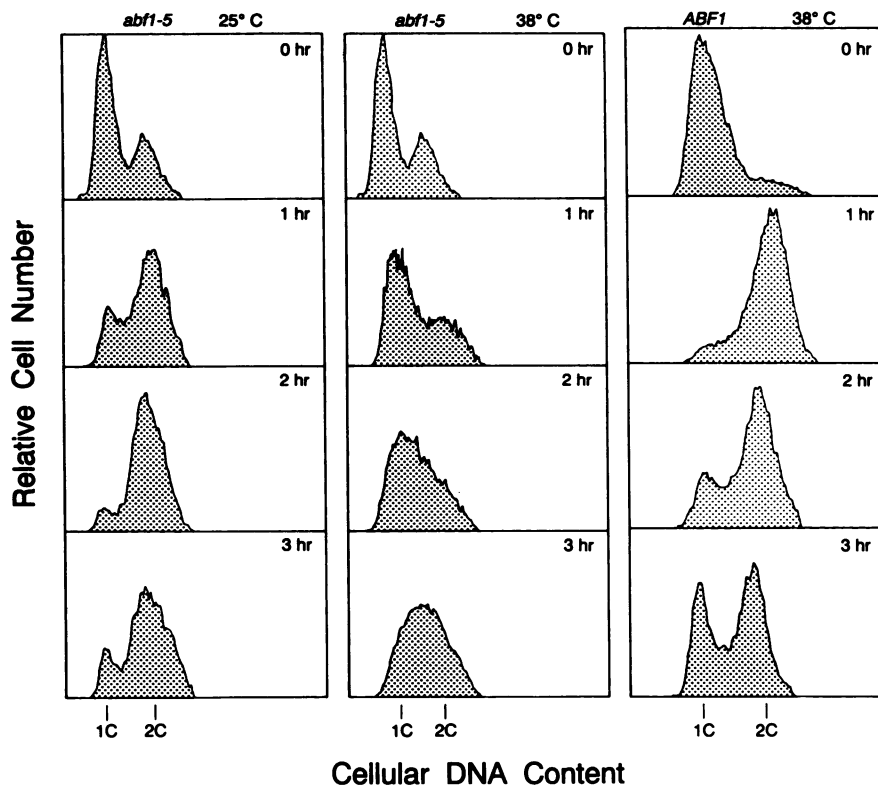 abf1-5 25° C
abf1-5 38° C
ABF1 38° C
0 hr
0 hr
0 hr
1 hr
1 hr
1 hr
2 hr
2 hr
2 hr
3 hr
3 hr
3 hr
Relative Cell Number
1C 2C
1C 2C
1C 2C
Cellular DNA Content